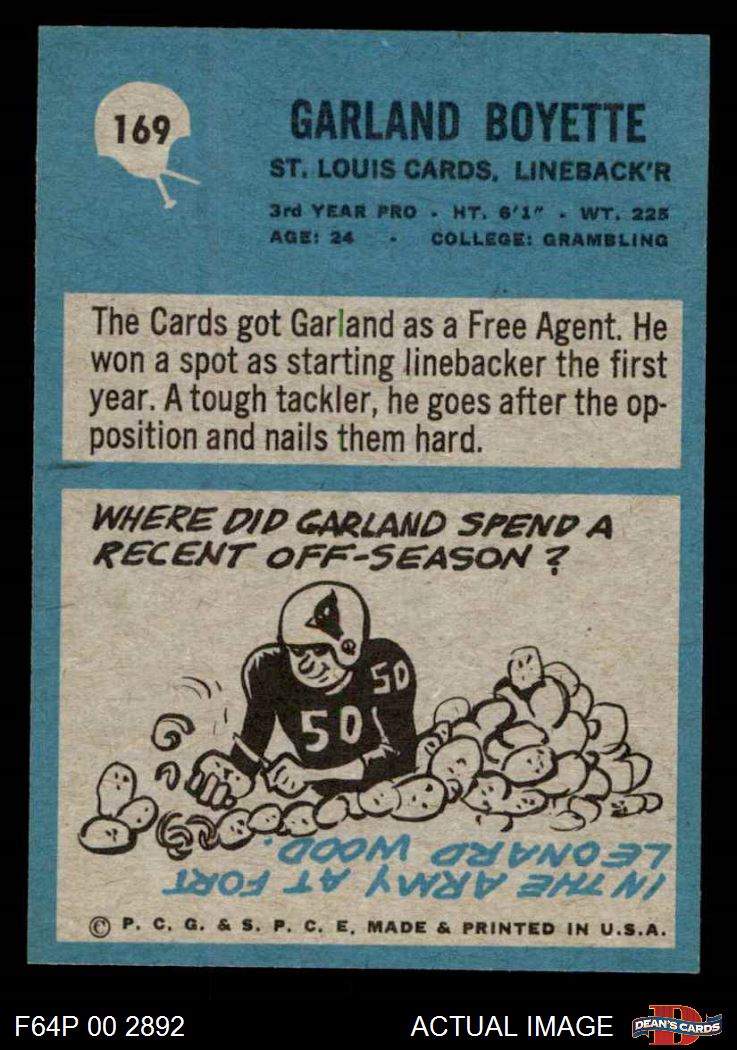 169
GARLAND BOYETTE
ST. LOUIS CARDS, LINEBACK'R
3rd YEAR PRO - HT. 6'1" - WT. 225
AGE: 24 - COLLEGE: GRAMBLING
The Cards got Garland as a Free Agent. He
won a spot as starting linebacker the first
year. A tough tackler, he goes after the op-
position and nails them hard.
WHERE DID GARLAND SPEND A
RECENT OFF-SEASON?
50
50
IN THE ARMY AT FORT
LEONARD WOOD.
© P. C. G. & S. P. C. E. MADE & PRINTED IN U.S.A.
F64P 00 2892
ACTUAL IMAGE
D
DEAN'S CARDS